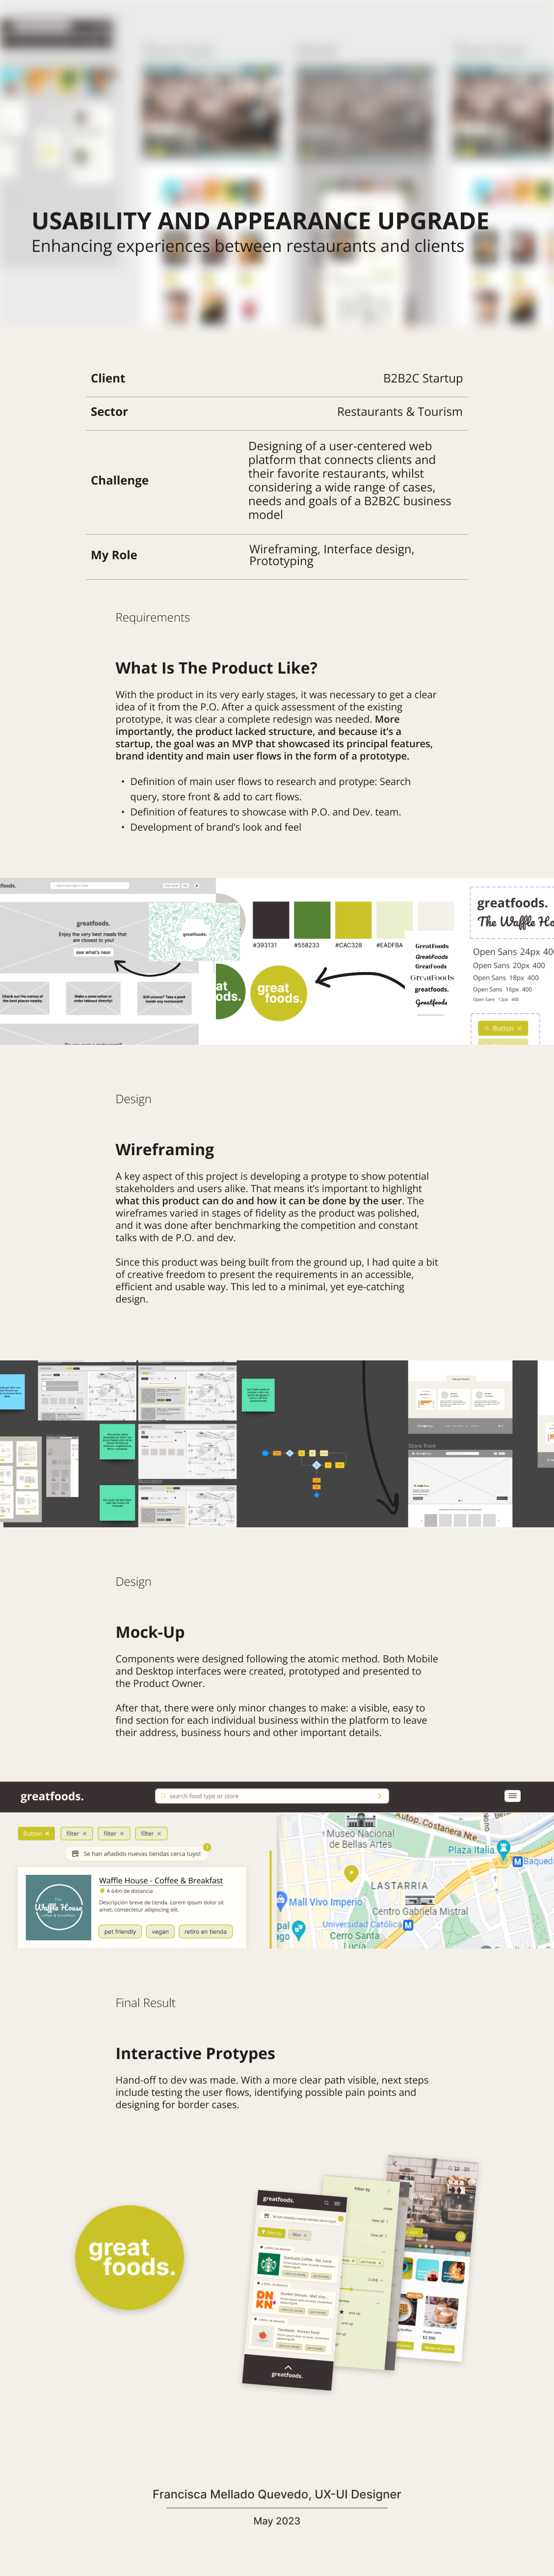 USABILITY AND APPEARANCE UPGRADE
Enhancing experiences between restaurants and clients
Client
B2B2C Startup
Sector
Restaurants & Tourism
Challenge
Designing of a user-centered web
platform that connects clients and
their favorite restaurants, whilst
considering a wide range of cases,
needs and goals of a B2B2C business
model
My Role
Wireframing, Interface design,
Prototyping
Requirements
What Is The Product Like?
With the product in its very early stages, it was necessary to get a clear
idea of it from the P.O. After a quick assessment of the existing
prototype, it was clear a complete redesign was needed. More
importantly, the product lacked structure, and because it's a
startup, the goal was an MVP that showcased its principal features,
brand identity and main user flows in the form of a prototype.
• Definition of main user flows to research and protype: Search
query, store front & add to cart flows.
• Definition of features to showcase with P.O. and Dev. team.
• Development of brand's look and feel
foods.
greatfoods.
Enjoy the very best meals that
are closest to you!
see what's near
greatfoods.
Check out the menus of
the best places nearby
Make a reservation or
order takeout directly!
Still unsure? Take a peek
inside any restaurant!
#393131
#558233
#CAC328
#EADFBA
at
ods.
great
foods.
GreatFoods
GreatFoods
Greatfoods
GreatFoods
greatfoods.
Greatfoods
greatfoods.
The Waffle Ho
Open Sans 24px 40
Open Sans 20px 400
Open Sans 18px 400
Open Sans 16px 400
Open Sans 12px 400
Button
Design
Wireframing
A key aspect of this project is developing a protype to show potential
stakeholders and users alike. That means it's important to highlight
what this product can do and how it can be done by the user. The
wireframes varied in stages of fidelity as the product was polished,
and it was done after benchmarking the competition and constant
talks with de P.O. and dev.
Since this product was being built from the ground up, I had quite a bit
of creative freedom to present the requirements in an accessible,
efficient and usable way. This led to a minimal, yet eye-catching
design.
Buscador
Store front
Design
Mock-Up
Components were designed following the atomic method. Both Mobile
and Desktop interfaces were created, prototyped and presented to
the Product Owner.
After that, there were only minor changes to make: a visible, easy to
find section for each individual business within the platform to leave
their address, business hours and other important details.
greatfoods.
search food type or store
Button
filter
filter
filter
Se han añadido nuevas tiendas cerca tuyo!
The
Waffle House
coffee & breakfast
Waffle House - Coffee & Breakfast
A 64m de distancia
Descripción breve de tienda. Lorem ipsum dolor sit
amet, consectetur adipiscing elit.
pet friendly
vegan
retiro en tienda
Autop. Costanera Nte.
Museo Nacional
de Bellas Artes
Plaza Italia
Baqueda
LASTARRIA
Mall Vivo Imperio
Centro Gabriela Mistral
Universidad Católica
Cerro Santa
Lucía
Final Result
Interactive Protypes
Hand-off to dev was made. With a more clear path visible, next steps
include testing the user flows, identifying possible pain points and
designing for border cases.
great
foods.
greatfoods.
Filter by
greatfoods.
Francisca Mellado Quevedo, UX-UI Designer
May 2023